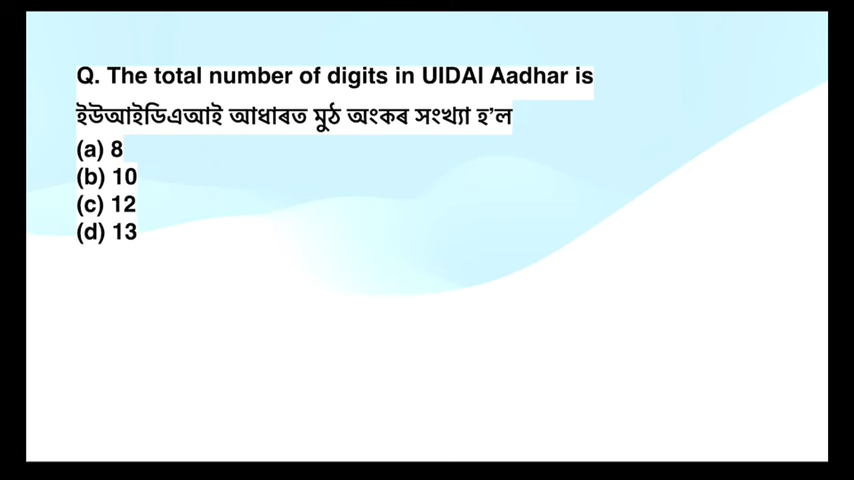 Q. The total number of digits in UIDAI Aadhar is
ইউআইডিএআই আধাৰত মুঠ অংকৰ সংখ্যা হ’ল
(a) 8
(b) 10
(c) 12
(d) 13